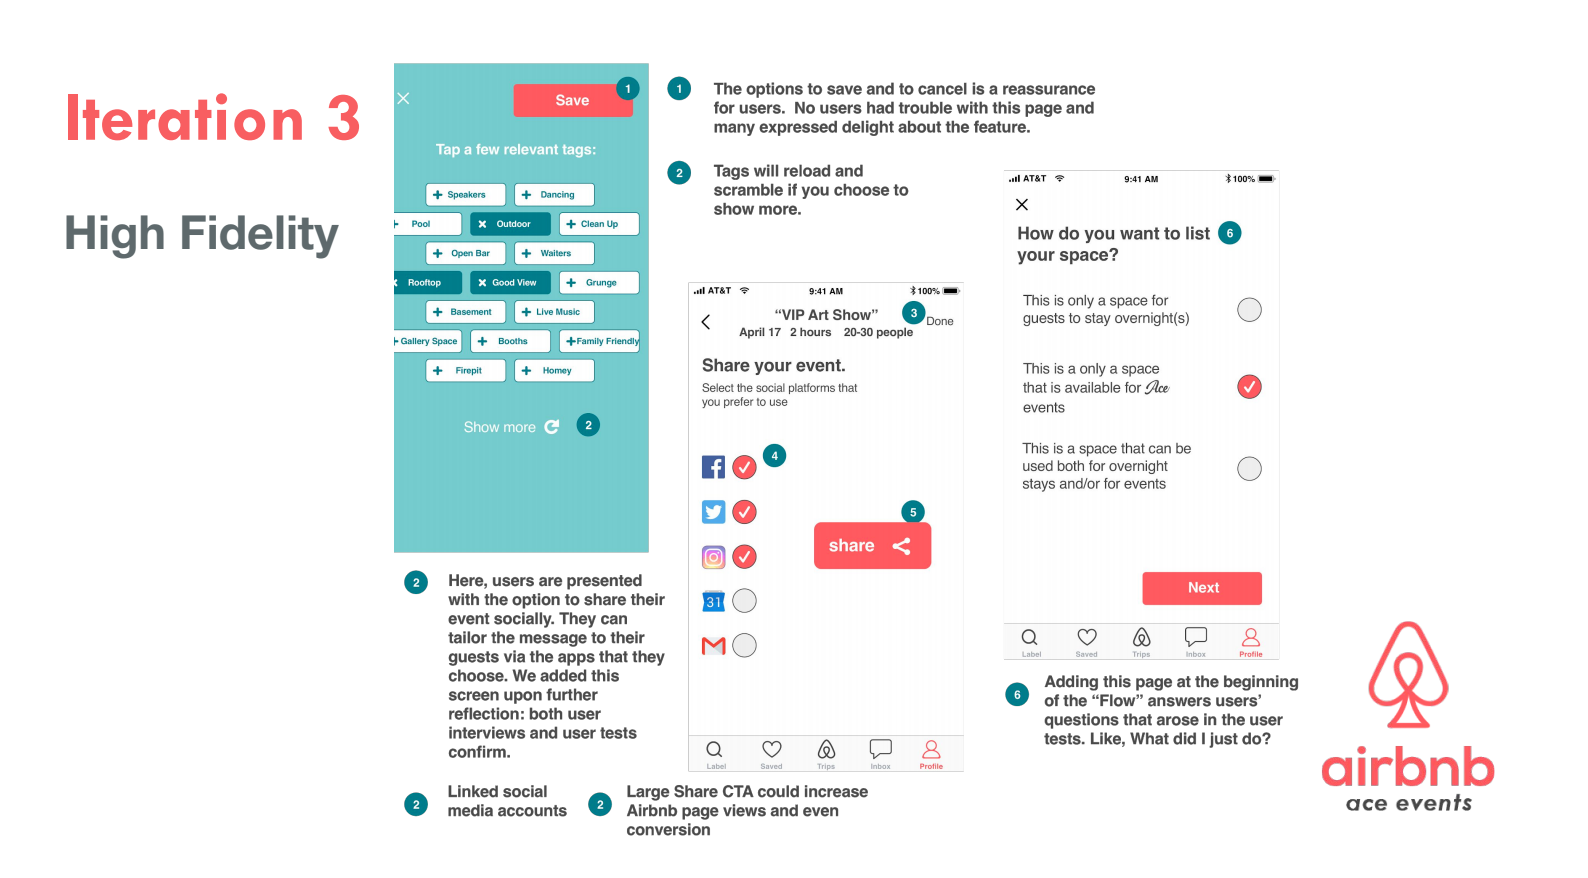 Iteration 3
High Fidelity
Save
1
Tap a few relevant tags:
Speakers
Dancing
Pool
Outdoor
Clean Up
Open Bar
Waiters
Rooftop
Good View
Grunge
Basement
Live Music
Gallery Space
Booths
Family Friendly
Firepit
Homey
Show more
2
1
The options to save and to cancel is a reassurance
for users. No users had trouble with this page and
many expressed delight about the feature.
2
Tags will reload and
scramble if you choose to
show more.
AT&T
9:41 AM
100%
“VIP Art Show”
3
Done
April 17 2 hours 20-30 people
Share your event.
Select the social platforms that
you prefer to use
4
31
5
share
Label
Saved
Trips
Inbox
Profile
AT&T
9:41 AM
100%
How do you want to list
your space?
6
This is only a space for
guests to stay overnight(s)
This is a only a space
that is available for Ace
events
This is a space that can be
used both for overnight
stays and/or for events
Next
Label
Saved
Trips
Inbox
Profile
2
Here, users are presented
with the option to share their
event socially. They can
tailor the message to their
guests via the apps that they
choose. We added this
screen upon further
reflection: both user
interviews and user tests
confirm.
2
Linked social
media accounts
2
Large Share CTA could increase
Airbnb page views and even
conversion
6
Adding this page at the beginning
of the “Flow” answers users’
questions that arose in the user
tests. Like, What did I just do?
airbnb
ace events